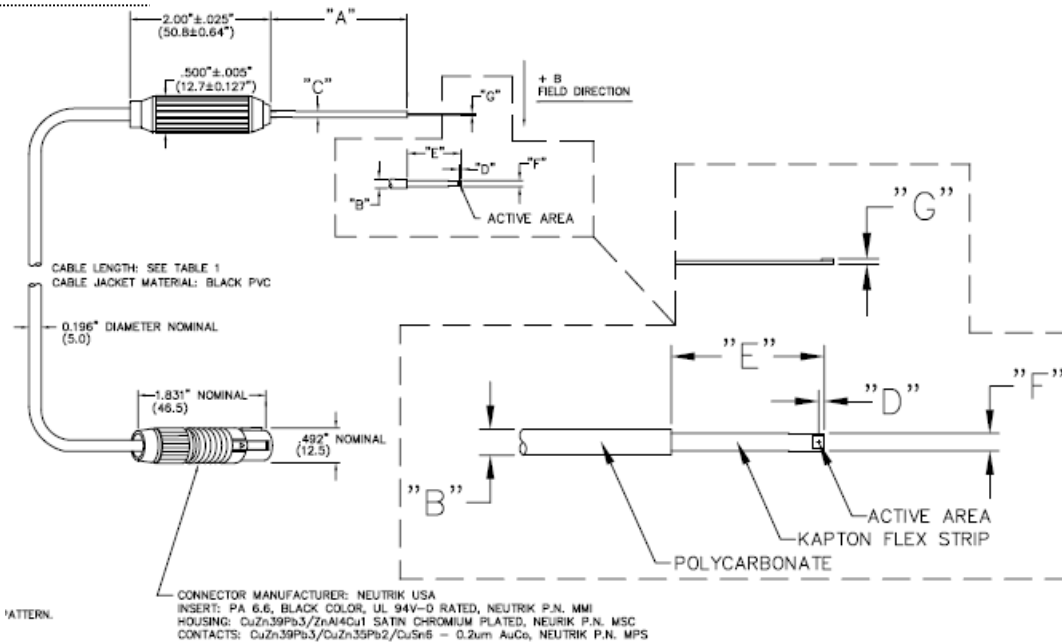 2.00"±.025"
(50.8±0.64")
"A"
.500"±.005"
(12.7±0.127")
"C"
+ B
FIELD DIRECTION
"G"
"E"
"D"
"F"
"B"
ACTIVE AREA
"G"
CABLE LENGTH: SEE TABLE 1
CABLE JACKET MATERIAL: BLACK PVC
0.196" DIAMETER NOMINAL
(5.0)
"E"
"F"
"D"
1.831" NOMINAL
(46.5)
.492" NOMINAL
(12.5)
"B"
ACTIVE AREA
KAPTON FLEX STRIP
POLYCARBONATE
CONNECTOR MANUFACTURER: NEUTRIK USA
INSERT: PA 6.6, BLACK COLOR, UL 94V-0 RATED, NEUTRIK P.N. MMI
HOUSING: CuZn39Pb3/ZnAl4Cu1 SATIN CHROMIUM PLATED, NEURIK P.N. MSC
CONTACTS: CuZn39Pb3/CuZn35Pb2/CuSn6 - 0.2um AuCo, NEUTRIK P.N. MPS
PATTERN.